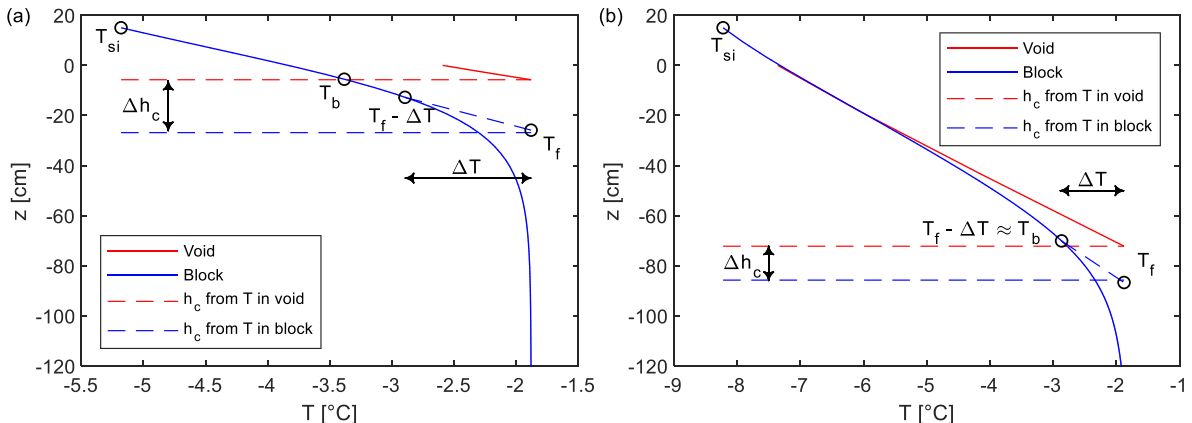 (a)
20
0
-20
-40
-60
-80
-100
-120
z [cm]
-5.5
-5
-4.5
-4
-3.5
-3
-2.5
-2
-1.5
T [°C]
T_si
T_b
T_f - ΔT
T_f
Δh_c
ΔT
Void
Block
h_c from T in void
h_c from T in block
(b)
20
0
-20
-40
-60
-80
-100
-120
z [cm]
-9
-8
-7
-6
-5
-4
-3
-2
-1
T [°C]
T_si
Void
Block
h_c from T in void
h_c from T in block
ΔT
T_f - ΔT ≈ T_b
T_f
Δh_c